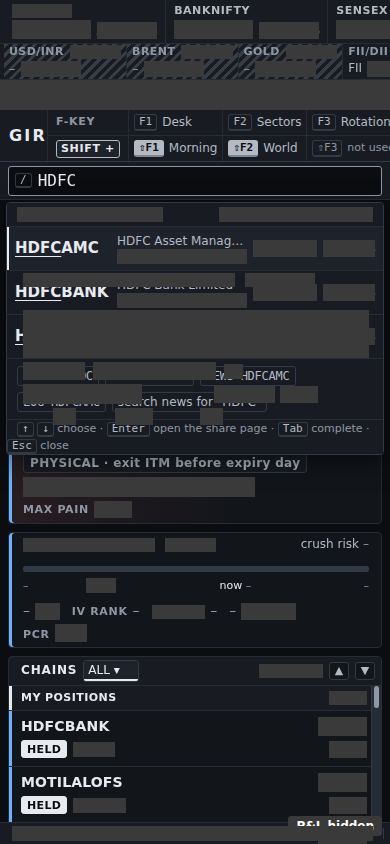 BANKNIFTY
SENSEX
USD/INR
BRENT
GOLD
FII/DII
–
–
–
FII
GIR
F-KEY
F1 Desk
F2 Sectors
F3 Rotation
SHIFT +
⇧F1 Morning
⇧F2 World
⇧F3 not used
/ HDFC
HDFCAMC
HDFC Asset Manag…
HDFCBANK
HDFC Bank Limited
HDFCAMC
search news for "HDFC"
↑ ↓ choose · Enter open the share page · Tab complete ·
Esc close
PHYSICAL · exit ITM before expiry day
MAX PAIN
crush risk –
–
now –
–
–
IV RANK –
–
–
PCR
CHAINS
ALL ▾
▲
▼
MY POSITIONS
HDFCBANK
HELD
MOTILALOFS
HELD
P&L hidden